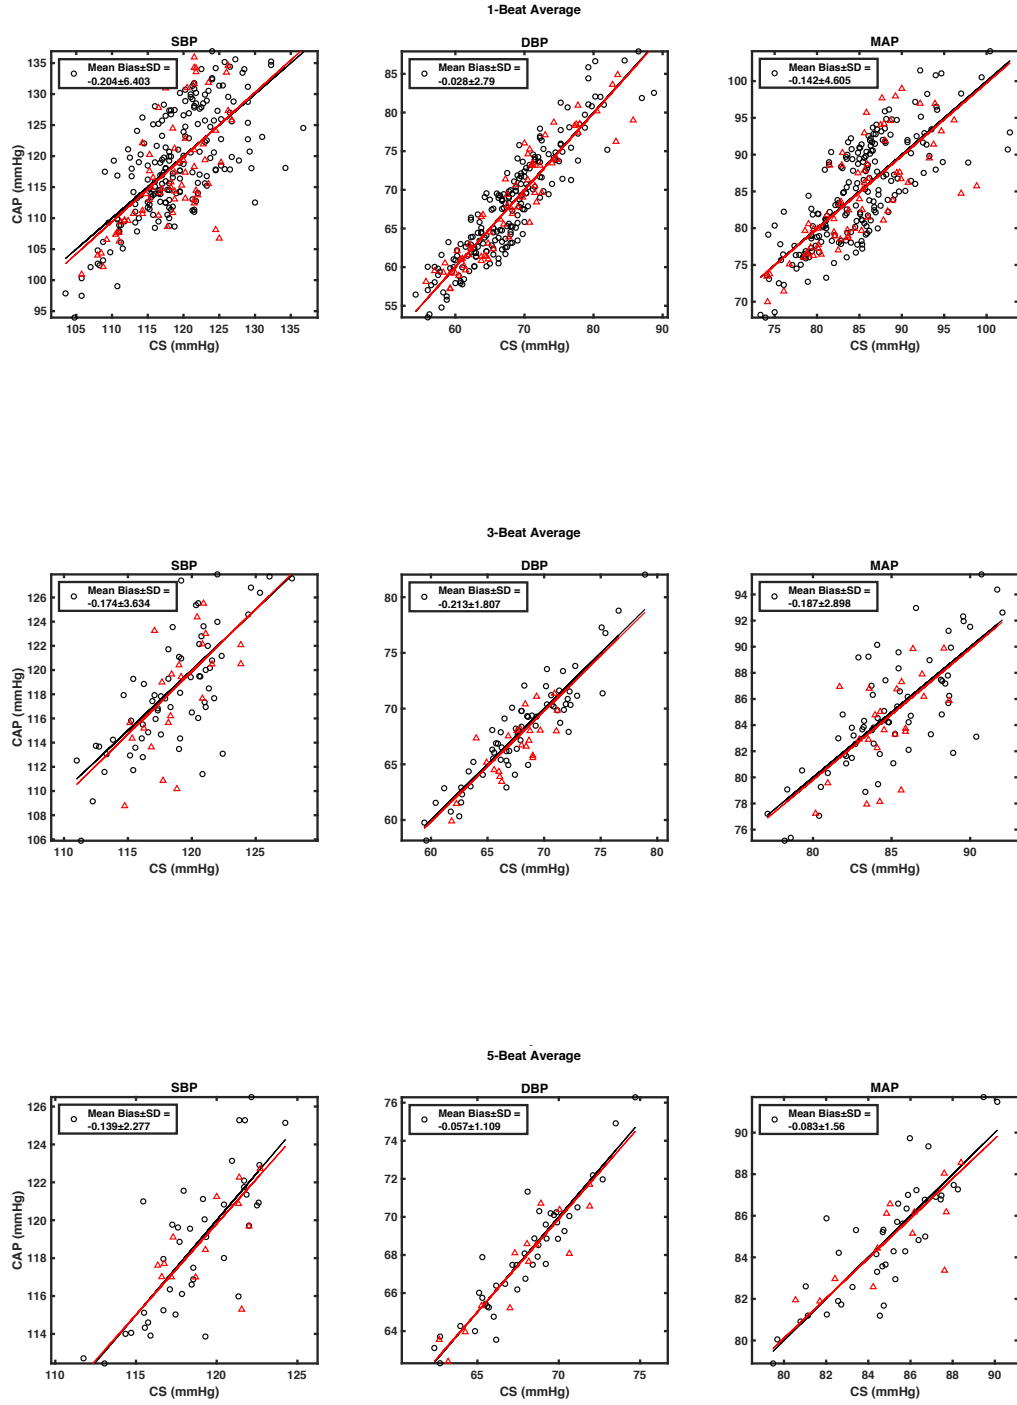 1-Beat Average
SBP
DBP
MAP
Mean Bias±SD =
-0.204±6.403
Mean Bias±SD =
-0.028±2.79
Mean Bias±SD =
-0.142±4.605
CAP (mmHg)
135
130
125
120
115
110
105
100
95
85
80
75
70
65
60
55
100
95
90
85
80
75
70
105 110 115 120 125 130 135
60 70 80 90
75 80 85 90 95 100
CS (mmHg)
CS (mmHg)
CS (mmHg)
3-Beat Average
SBP
DBP
MAP
Mean Bias±SD =
-0.174±3.634
Mean Bias±SD =
-0.213±1.807
Mean Bias±SD =
-0.187±2.898
CAP (mmHg)
126
124
122
120
118
116
114
112
110
108
106
80
75
70
65
60
94
92
90
88
86
84
82
80
78
76
110 115 120 125
60 65 70 75 80
80 85 90
CS (mmHg)
CS (mmHg)
CS (mmHg)
5-Beat Average
SBP
DBP
MAP
Mean Bias±SD =
-0.139±2.277
Mean Bias±SD =
-0.057±1.109
Mean Bias±SD =
-0.083±1.56
CAP (mmHg)
126
124
122
120
118
116
114
76
74
72
70
68
66
64
90
88
86
84
82
80
110 115 120 125
65 70 75
80 82 84 86 88 90
CS (mmHg)
CS (mmHg)
CS (mmHg)